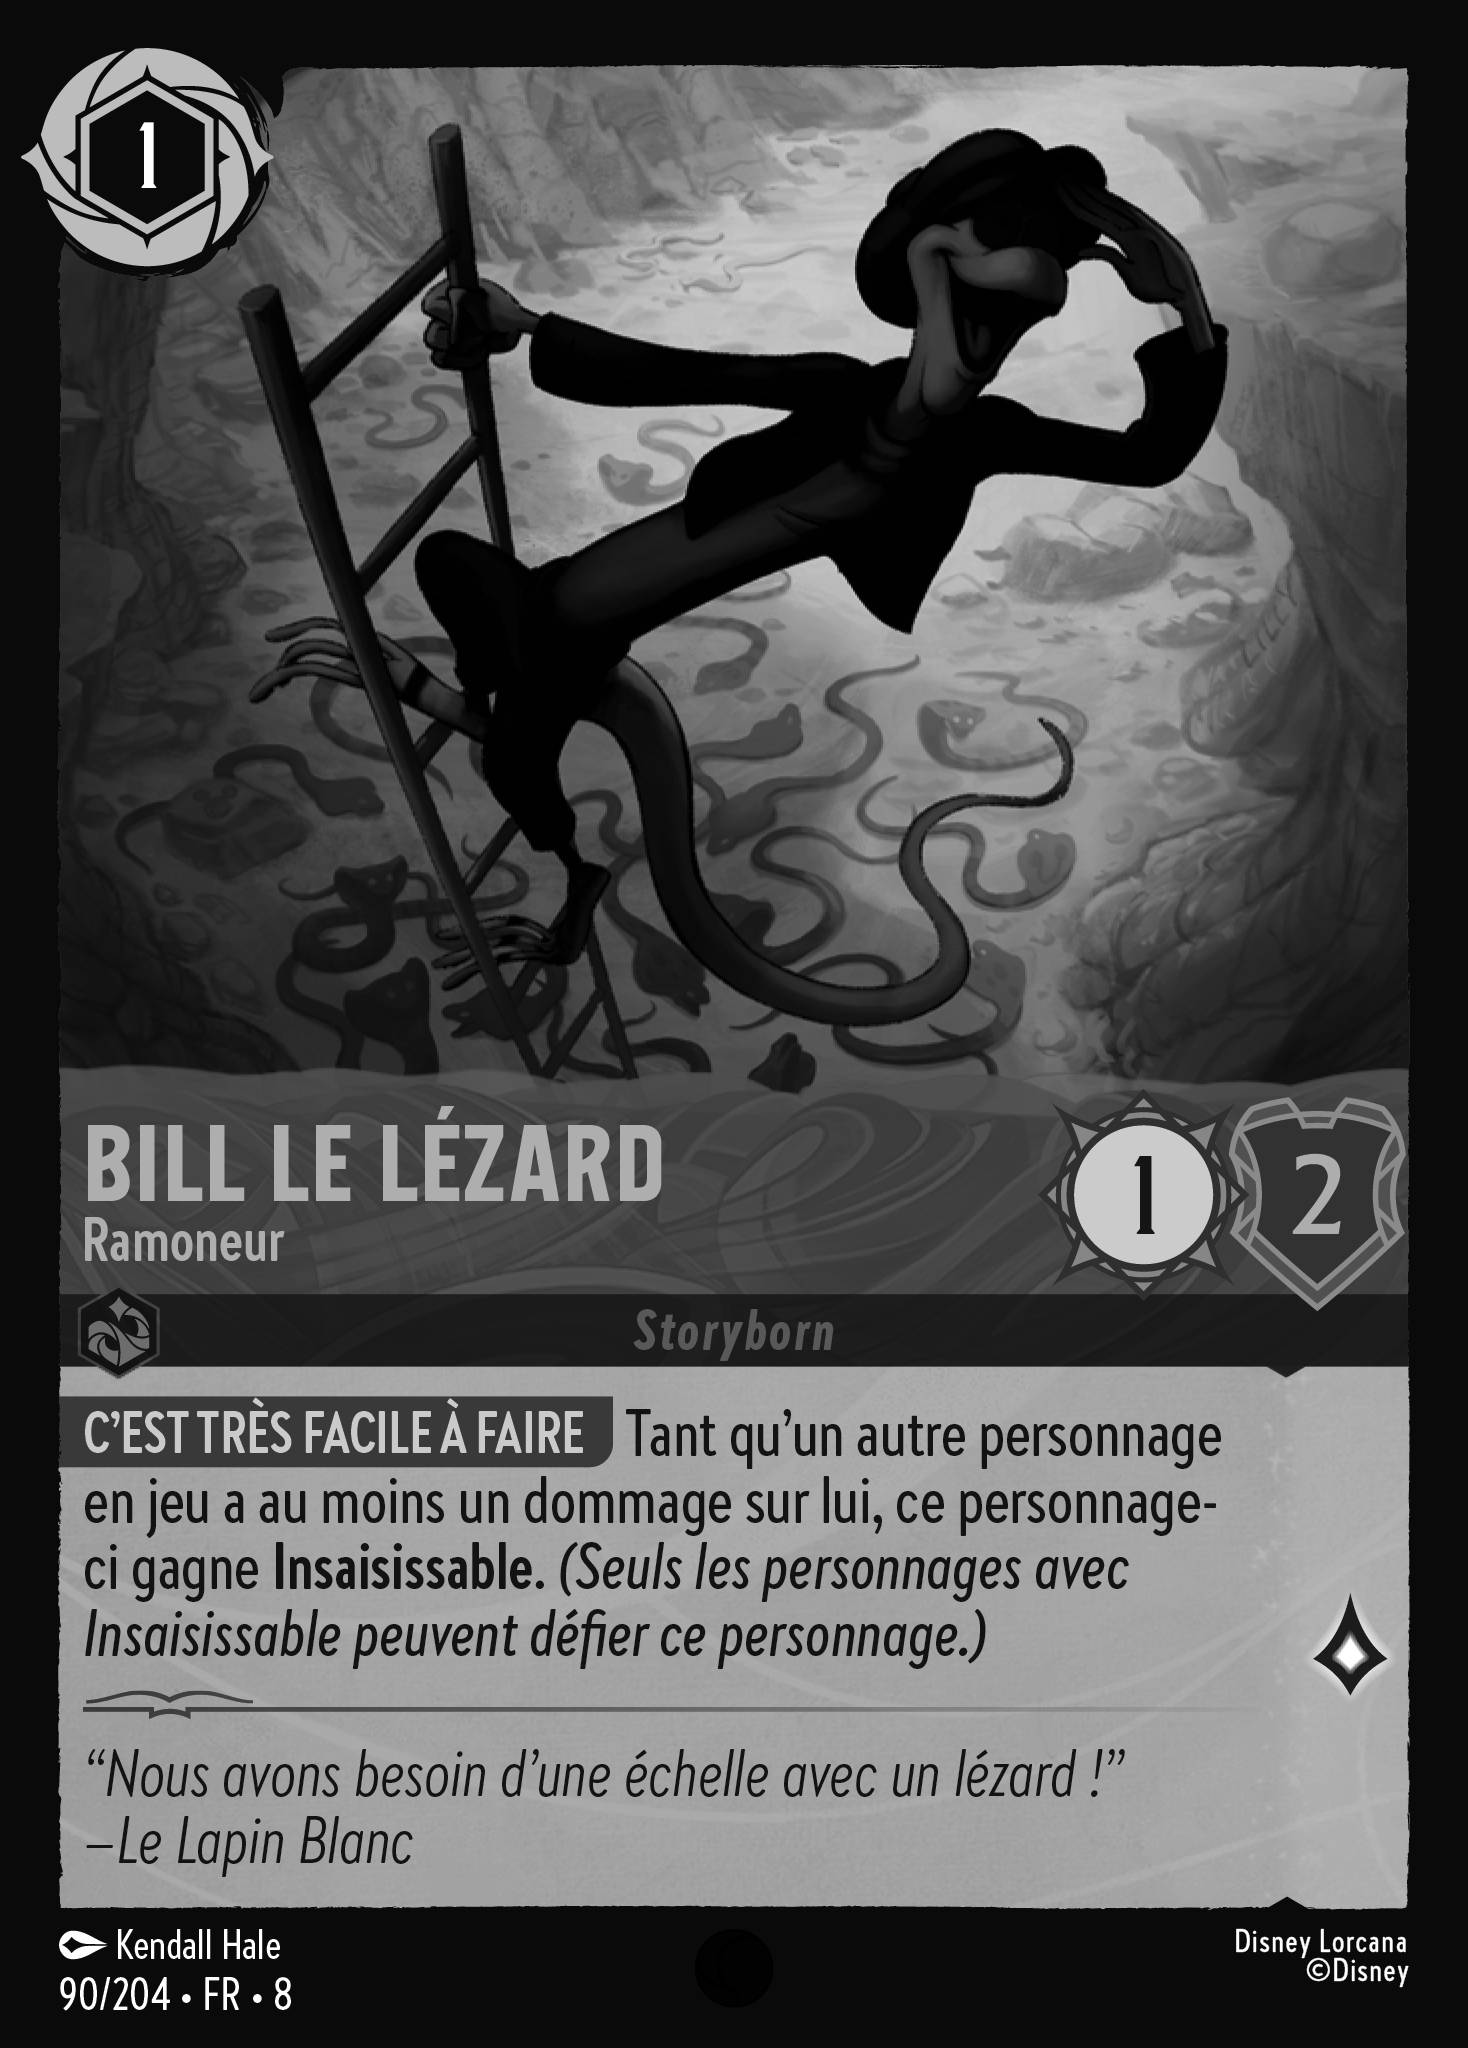 1
BILL LE LÉZARD
Ramoneur
1 2
Storyborn
C’EST TRÈS FACILE À FAIRE Tant qu’un autre personnage
en jeu a au moins un dommage sur lui, ce personnage-
ci gagne Insaisissable. (Seuls les personnages avec
Insaisissable peuvent défier ce personnage.)
“Nous avons besoin d’une échelle avec un lézard !”
–Le Lapin Blanc
Kendall Hale
90/204 • FR • 8
Disney Lorcana
©Disney